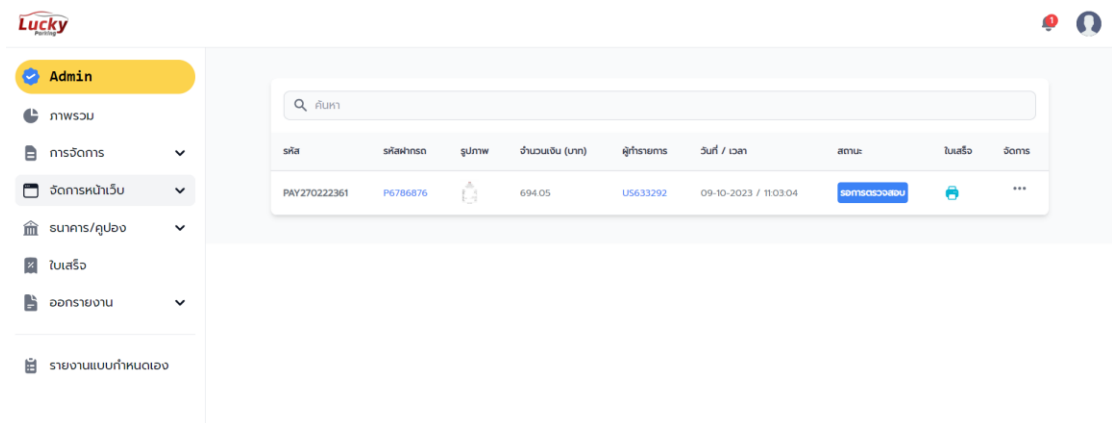 Lucky
Parking
1
Admin
ภาพรวม
การจัดการ
จัดการหน้าเว็บ
ธนาคาร/คูปอง
ใบเสร็จ
ออกรายงาน
รายงานแบบกำหนดเอง
ค้นหา
รหัส รหัสฝากรถ รูปภาพ จำนวนเงิน (บาท) ผู้ทำรายการ วันที่ / เวลา สถานะ ใบเสร็จ จัดการ
PAY270222361 P6786876 694.05 US633292 09-10-2023 / 11:03:04 รอการตรวจสอบ